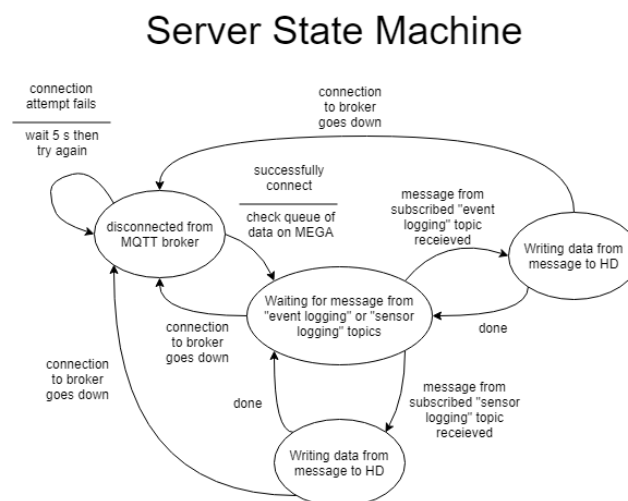 Server State Machine
connection
attempt fails
wait 5 s then
try again
connection
to broker
goes down
successfully
connect
check queue of
data on MEGA
message from
subscribed "event
logging" topic
receieved
disconnected from
MQTT broker
Writing data from
message to HD
Waiting for message from
"event logging" or "sensor
logging" topics
connection
to broker
goes down
done
connection
to broker
goes down
done
message from
subscribed "sensor
logging" topic
receieved
Writing data from
message to HD